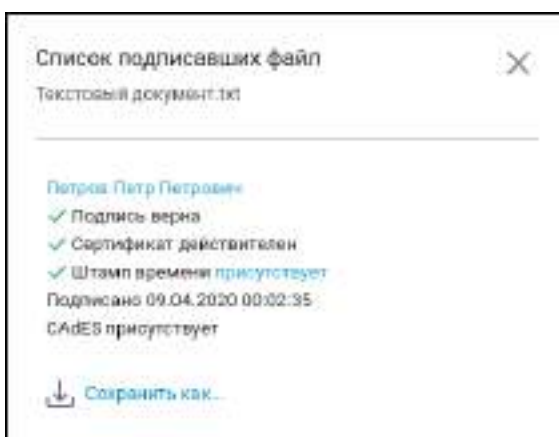 Список подписавших файл
Текстовый документ.txt
Петров Петр Петрович
Подпись верна
Сертификат действителен
Штамп времени присутствует
Подписано 09.04.2020 00:02:35
CAdES присутствует
Сохранить как...